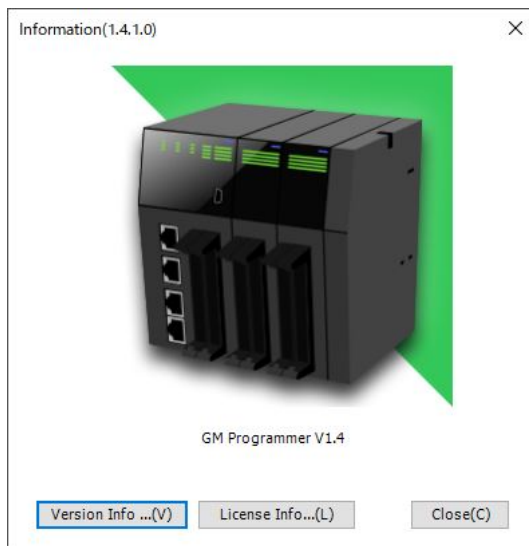 Information(1.4.1.0)
GM Programmer V1.4
Version Info ...(V)
License Info...(L)
Close(C)